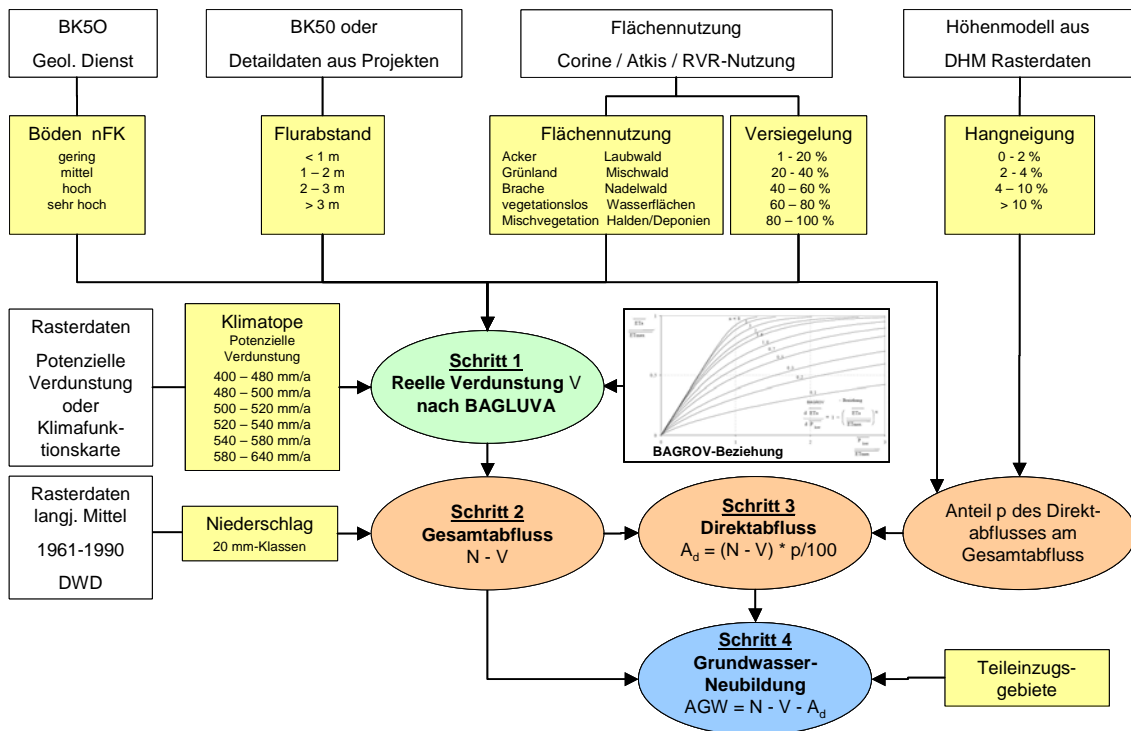 BK5O
Geol. Dienst
BK50 oder
Detaildaten aus Projekten
Flächennutzung
Corine / Atkis / RVR-Nutzung
Höhenmodell aus
DHM Rasterdaten
Böden nFK
gering
mittel
hoch
sehr hoch
Flurabstand
< 1 m
1 – 2 m
2 – 3 m
> 3 m
Flächennutzung
Acker Laubwald
Grünland Mischwald
Brache Nadelwald
vegetationslos Wasserflächen
Mischvegetation Halden/Deponien
Versiegelung
1 - 20 %
20 - 40 %
40 – 60 %
60 – 80 %
80 – 100 %
Hangneigung
0 - 2 %
2 - 4 %
4 – 10 %
> 10 %
Rasterdaten
Potenzielle
Verdunstung
oder
Klimafunk-
tionskarte
Klimatope
Potenzielle
Verdunstung
400 – 480 mm/a
480 – 500 mm/a
500 – 520 mm/a
520 – 540 mm/a
540 – 580 mm/a
580 – 640 mm/a
Schritt 1
Reelle Verdunstung V
nach BAGLUVA
BAGROV-Beziehung
Rasterdaten
langj. Mittel
1961-1990
DWD
Niederschlag
20 mm-Klassen
Schritt 2
Gesamtabfluss
N - V
Schritt 3
Direktabfluss
A_d = (N - V) * p/100
Anteil p des Direkt-
abflusses am
Gesamtabfluss
Schritt 4
Grundwasser-
Neubildung
AGW = N - V - A_d
Teileinzugs-
gebiete